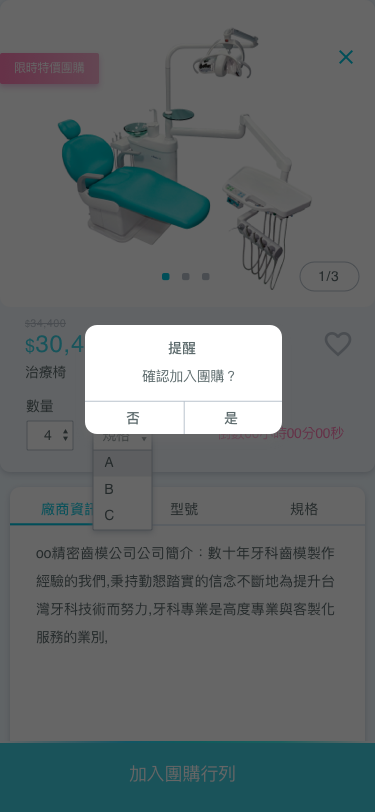 限時特價團購
1/3
$34,400
$30,4
治療椅
提醒
確認加入團購？
否
是
數量
4
規格
時00分00秒
A
B
C
廠商資訊
型號
規格
oo精密齒模公司公司簡介：數十年牙科齒模製作
經驗的我們,秉持勤懇踏實的信念不斷地為提升台
灣牙科技術而努力,牙科專業是高度專業與客製化
服務的業別,
加入團購行列